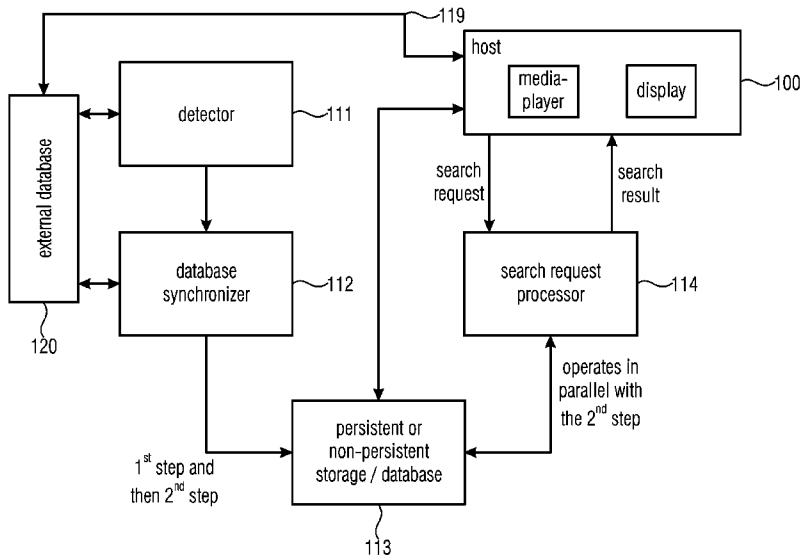 119
host
media-
player
display
100
detector
111
external database
search
request
search
result
database
synchronizer
112
search request
processor
114
120
operates in
parallel with
the 2nd step
persistent or
non-persistent
storage / database
1st step and
then 2nd step
113